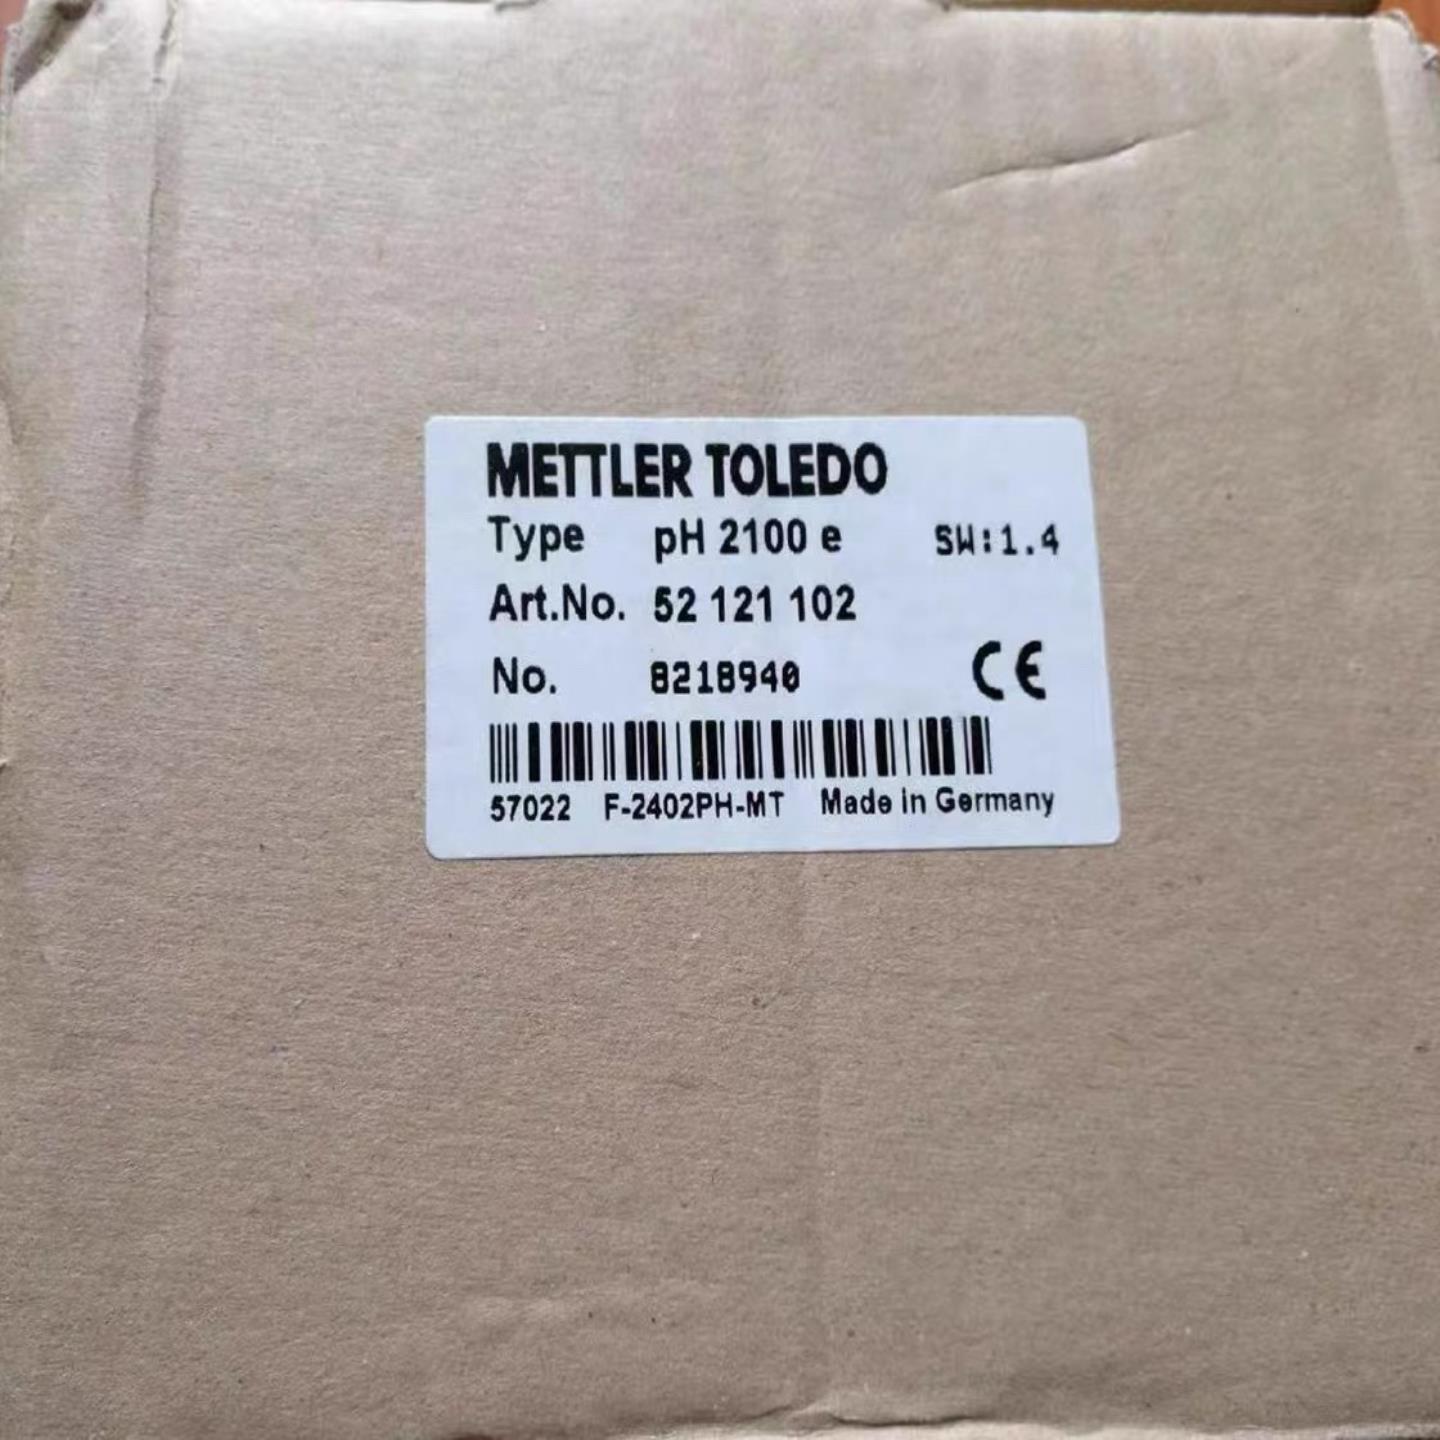 METTLER TOLEDO
Type pH 2100 e SW:1.4
Art.No. 52 121 102
No. 8218940 CE
57022 F-2402PH-MT Made in Germany